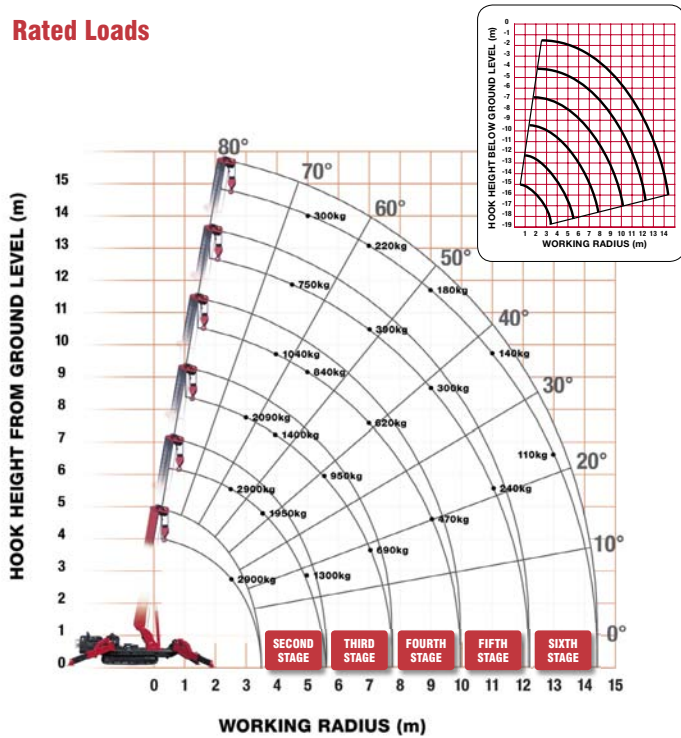 Rated Loads
HOOK HEIGHT BELOW GROUND LEVEL (m)
0
-1
-2
-3
-4
-5
-6
-7
-8
-9
-10
-11
-12
-13
-14
-15
-16
-17
-18
-19
1 2 3 4 5 6 7 8 9 10 11 12 13 14
WORKING RADIUS (m)
HOOK HEIGHT FROM GROUND LEVEL (m)
15
14
13
12
11
10
9
8
7
6
5
4
3
2
1
0
80°
70°
60°
50°
40°
30°
20°
10°
0°
300kg
220kg
180kg
140kg
110kg
750kg
390kg
300kg
240kg
1040kg
840kg
620kg
470kg
2090kg
1400kg
950kg
690kg
2900kg
1950kg
1300kg
2900kg
SECOND
STAGE
THIRD
STAGE
FOURTH
STAGE
FIFTH
STAGE
SIXTH
STAGE
0 1 2 3 4 5 6 7 8 9 10 11 12 13 14 15
WORKING RADIUS (m)